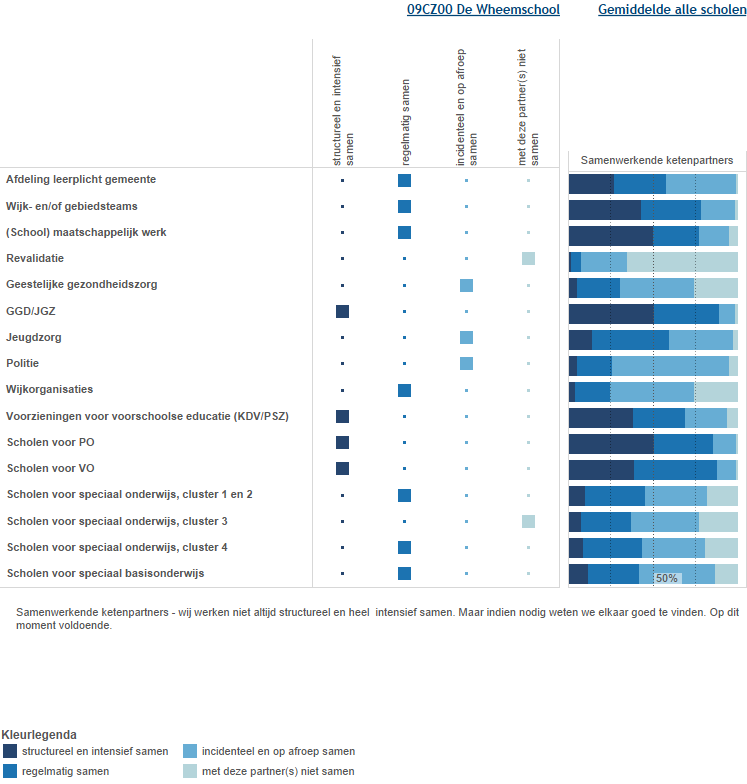 09CZ00 De Wheemschool
Gemiddelde alle scholen
structureel en intensief
samen
regelmatig samen
incidenteel en op afroep
samen
met deze partner(s) niet
samen
Samenwerkende ketenpartners
Afdeling leerplicht gemeente
Wijk- en/of gebiedsteams
(School) maatschappelijk werk
Revalidatie
Geestelijke gezondheidszorg
GGD/JGZ
Jeugdzorg
Politie
Wijkorganisaties
Voorzieningen voor voorschoolse educatie (KDV/PSZ)
Scholen voor PO
Scholen voor VO
Scholen voor speciaal onderwijs, cluster 1 en 2
Scholen voor speciaal onderwijs, cluster 3
Scholen voor speciaal onderwijs, cluster 4
Scholen voor speciaal basisonderwijs
50%
Samenwerkende ketenpartners - wij werken niet altijd structureel en heel intensief samen. Maar indien nodig weten we elkaar goed te vinden. Op dit
moment voldoende.
Kleurlegenda
structureel en intensief samen
incidenteel en op afroep samen
regelmatig samen
met deze partner(s) niet samen